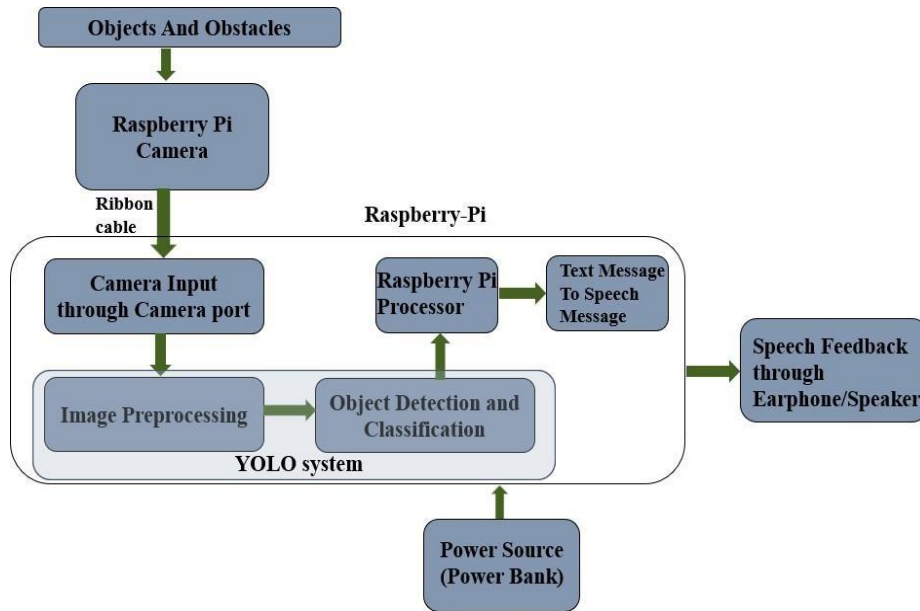 Objects And Obstacles
Raspberry Pi
Camera
Ribbon
cable
Raspberry-Pi
Camera Input
through Camera port
Raspberry Pi
Processor
Text Message
To Speech
Message
Image Preprocessing
Object Detection and
Classification
YOLO system
Speech Feedback
through
Earphone/Speaker
Power Source
(Power Bank)